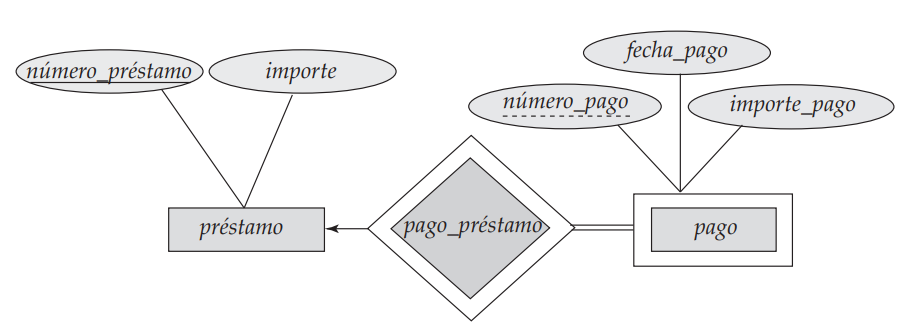 fecha_pago
número_préstamo
importe
número_pago
importe_pago
préstamo
pago_préstamo
pago